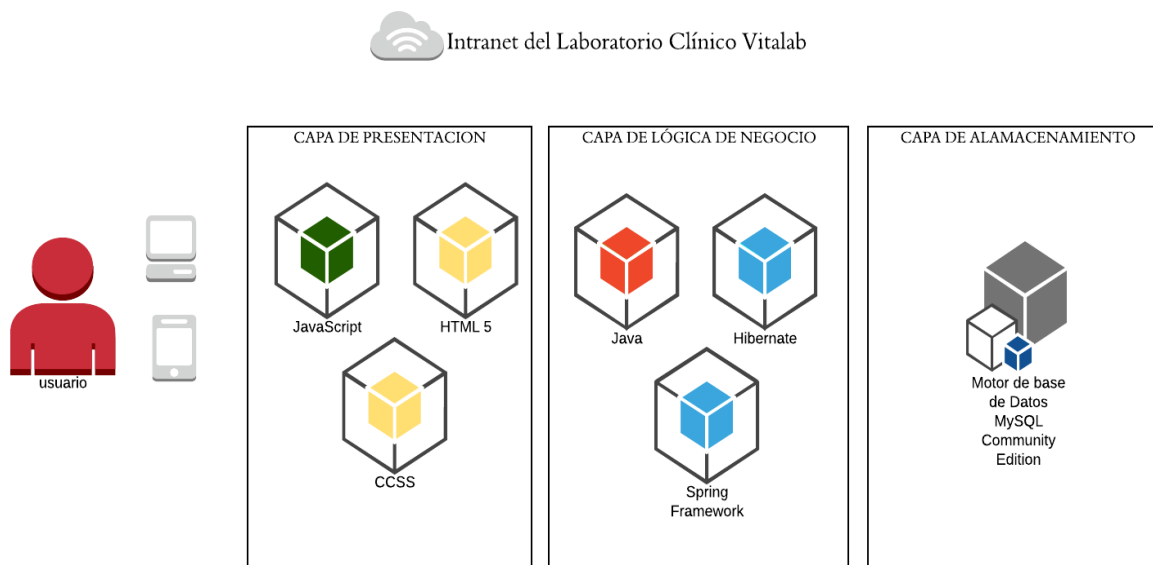 Intranet del Laboratorio Clínico Vitalab
CAPA DE PRESENTACION
CAPA DE LÓGICA DE NEGOCIO
CAPA DE ALAMACENAMIENTO
JavaScript
HTML 5
Java
Hibernate
usuario
Motor de base
de Datos
MySQL
Community
Edition
CCSS
Spring
Framework